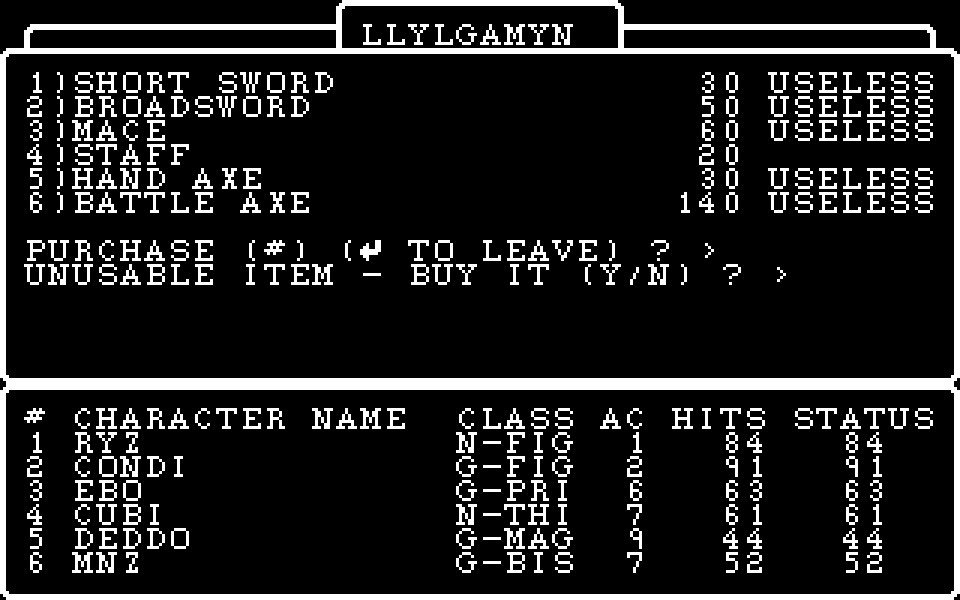 LLYLGAMYN
1)SHORT SWORD 30 USELESS
2)BROADSWORD 50 USELESS
3)MACE 60 USELESS
4)STAFF 20
5)HAND AXE 30 USELESS
6)BATTLE AXE 140 USELESS
PURCHASE (#) (↵ TO LEAVE) ? >
UNUSABLE ITEM - BUY IT (Y/N) ? >
# CHARACTER NAME CLASS AC HITS STATUS
1 RYZ N-FIG 1 84 84
2 CONDI G-FIG 2 91 91
3 EBO G-PRI 6 63 63
4 CUBI N-THI 7 61 61
5 DEDDO G-MAG 9 44 44
6 MNZ G-BIS 7 52 52